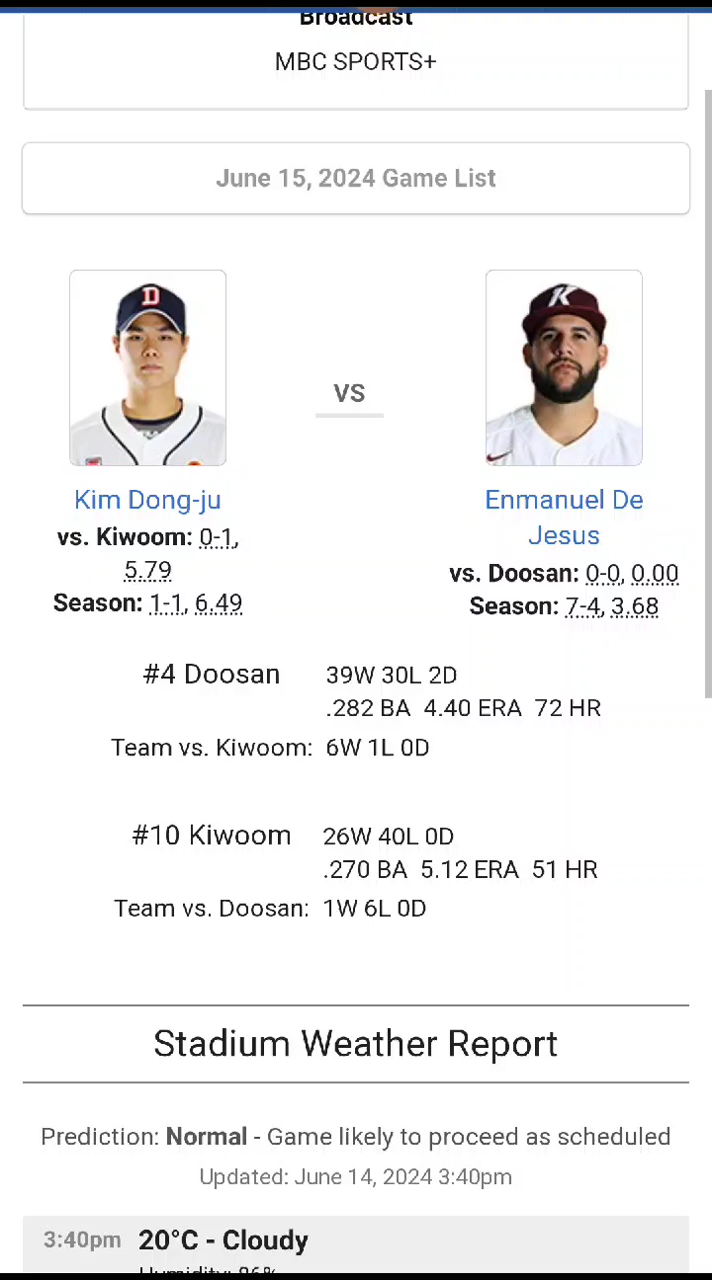 Broadcast
MBC SPORTS+
June 15, 2024 Game List
D
K
VS
Kim Dong-ju
vs. Kiwoom: 0-1,
5.79
Season: 1-1, 6.49
Enmanuel De
Jesus
vs. Doosan: 0-0, 0.00
Season: 7-4, 3.68
#4 Doosan
39W 30L 2D
.282 BA 4.40 ERA 72 HR
Team vs. Kiwoom: 6W 1L 0D
#10 Kiwoom
26W 40L 0D
.270 BA 5.12 ERA 51 HR
Team vs. Doosan: 1W 6L 0D
Stadium Weather Report
Prediction: Normal - Game likely to proceed as scheduled
Updated: June 14, 2024 3:40pm
3:40pm 20°C - Cloudy
Humidity: 96%